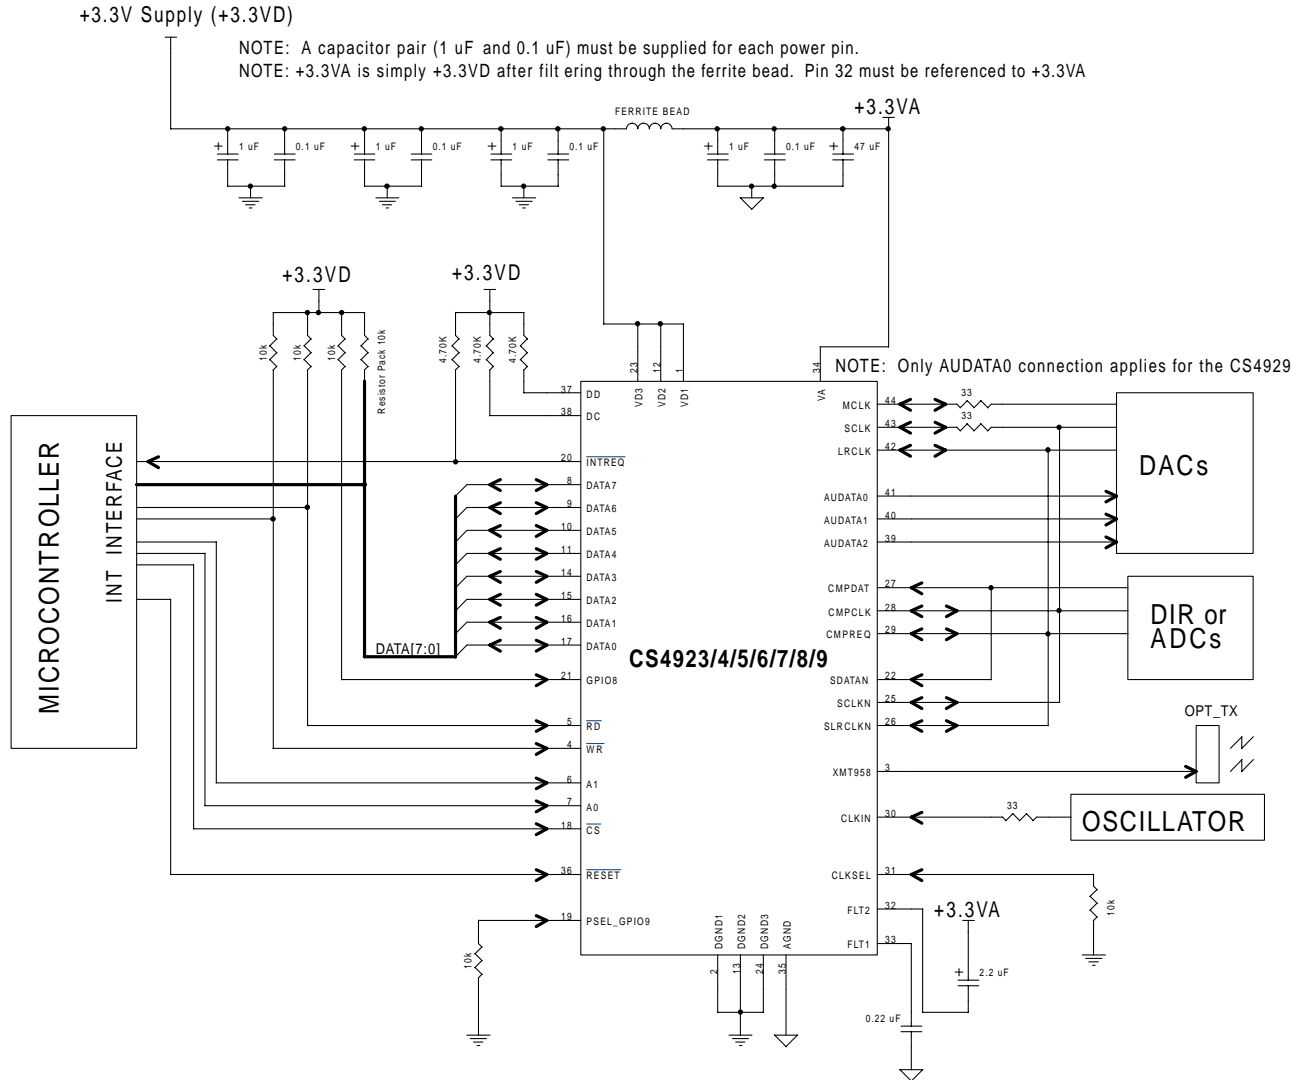 +3.3V Supply (+3.3VD)
NOTE: A capacitor pair (1 uF and 0.1 uF) must be supplied for each power pin.
NOTE: +3.3VA is simply +3.3VD after filt ering through the ferrite bead. Pin 32 must be referenced to +3.3VA
FERRITE BEAD
+3.3VA
+ 1 uF
0.1 uF
+ 1 uF
0.1 uF
+ 1 uF
0.1 uF
+ 1 uF
0.1 uF
+ 47 uF
+3.3VD
+3.3VD
10k
10k
10k
Resistor Pack 10k
4.70K
4.70K
4.70K
23
12
1
34
VD3
VD2
VD1
VA
NOTE: Only AUDATA0 connection applies for the CS4929
MICROCONTROLLER
INT INTERFACE
37 DD
38 DC
20 INTREQ
8 DATA7
9 DATA6
10 DATA5
11 DATA4
14 DATA3
15 DATA2
16 DATA1
17 DATA0
DATA[7:0]
21 GPIO8
5 RD
4 WR
6 A1
7 A0
18 CS
36 RESET
19 PSEL_GPIO9
10k
CS4923/4/5/6/7/8/9
MCLK 44 33
SCLK 43 33
LRCLK 42
AUDATA0 41
AUDATA1 40
AUDATA2 39
DACs
CMPDAT 27
CMPCLK 28
CMPREQ 29
DIR or
ADCs
SDATAN 22
SCLKN 25
SLRCLKN 26
OPT_TX
XMT958 3
CLKIN 30 33
OSCILLATOR
CLKSEL 31
10k
FLT2 32
+3.3VA
FLT1 33
+ 2.2 uF
0.22 uF
DGND1
DGND2
DGND3
AGND
2
13
24
35